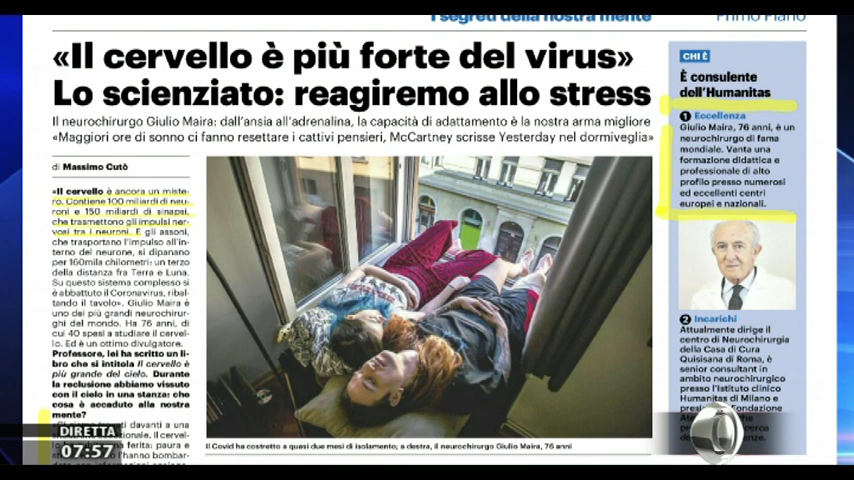 I segreti della nostra mente
Primo Piano
«Il cervello è più forte del virus»
Lo scienziato: reagiremo allo stress
Il neurochirurgo Giulio Maira: dall'ansia all'adrenalina, la capacità di adattamento è la nostra arma migliore
«Maggiori ore di sonno ci fanno resettare i cattivi pensieri, McCartney scrisse Yesterday nel dormiveglia»
di Massimo Cutò
«Il cervello è ancora un miste-
ro. Contiene 100 miliardi di neu-
roni e 150 miliardi di sinapsi,
che trasmettono gli impulsi ner-
vosi tra i neuroni. E gli assoni,
che trasportano l'impulso all'in-
terno del neurone, si dipanano
per 160mila chilometri: un terzo
della distanza fra Terra e Luna.
Su questo sistema complesso si
è abbattuto il Coronavirus, ribal-
tando il tavolo». Giulio Maira è
uno dei più grandi neurochirur-
ghi del mondo. Ha 76 anni, di
cui 40 spesi a studiare il cervel-
lo. Ed è un ottimo divulgatore.
Professore, lei ha scritto un li-
bro che si intitola Il cervello è
più grande del cielo. Durante
la reclusione abbiamo vissuto
con il cielo in una stanza: che
cosa è accaduto alla nostra
mente?
davanti a una
nale. Il cervel-
ferita: paura e
l'hanno bombar-
Il Covid ha costretto a quasi due mesi di isolamento; a destra, il neurochirurgo Giulio Maira, 76 anni
CHI È
È consulente
dell'Humanitas
1 Eccellenza
Giulio Maira, 76 anni, è un
neurochirurgo di fama
mondiale. Vanta una
formazione didattica e
professionale di alto
profilo presso numerosi
ed eccellenti centri
europei e nazionali.
2 Incarichi
Attualmente dirige il
centro di Neurochirurgia
della Casa di Cura
Quisisana di Roma, è
senior consultant in
ambito neurochirurgico
presso l'Istituto clinico
Humanitas di Milano e
Fondazione
DIRETTA
07:57